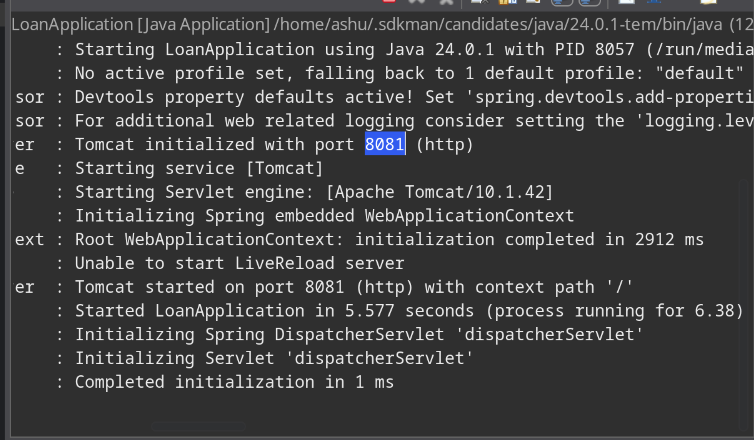 LoanApplication [Java Application] /home/ashu/.sdkman/candidates/java/24.0.1-tem/bin/java (12
: Starting LoanApplication using Java 24.0.1 with PID 8057 (/run/media
: No active profile set, falling back to 1 default profile: "default"
sor : Devtools property defaults active! Set 'spring.devtools.add-properti
sor : For additional web related logging consider setting the 'logging.lev
er : Tomcat initialized with port 8081 (http)
e : Starting service [Tomcat]
: Starting Servlet engine: [Apache Tomcat/10.1.42]
: Initializing Spring embedded WebApplicationContext
ext : Root WebApplicationContext: initialization completed in 2912 ms
: Unable to start LiveReload server
er : Tomcat started on port 8081 (http) with context path '/'
: Started LoanApplication in 5.577 seconds (process running for 6.38)
: Initializing Spring DispatcherServlet 'dispatcherServlet'
: Initializing Servlet 'dispatcherServlet'
: Completed initialization in 1 ms